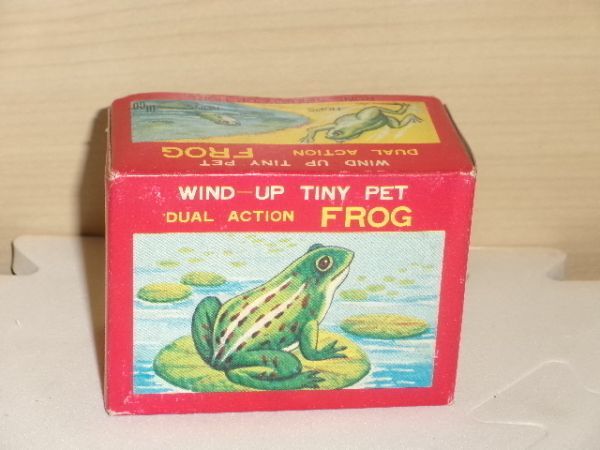 WIND UP TINY PET
DUAL ACTION FROG
WIND-UP TINY PET
DUAL ACTION FROG